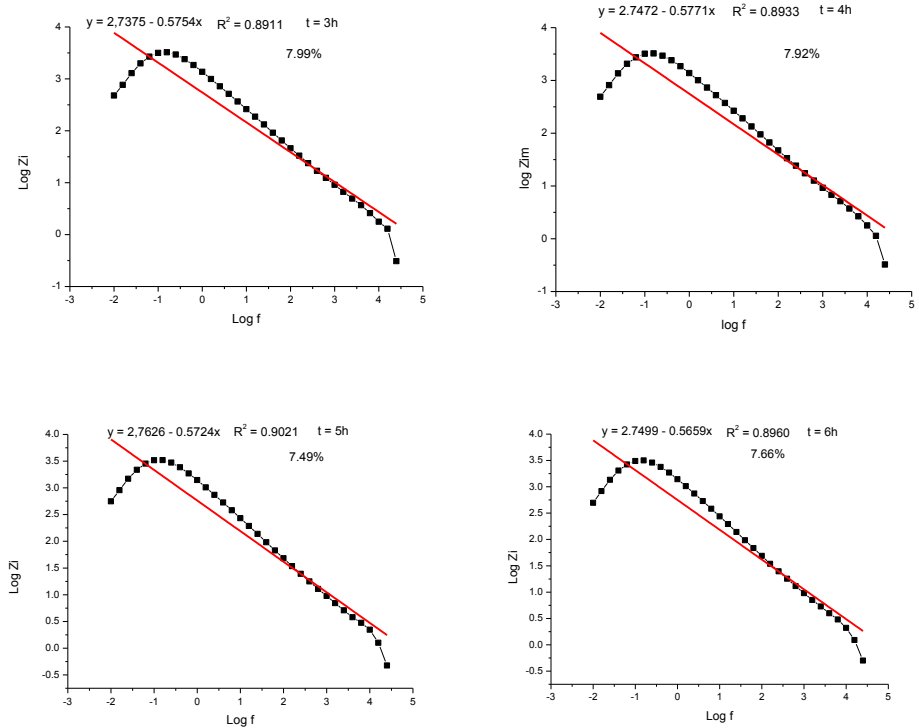 y = 2,7375 - 0.5754x R² = 0.8911 t = 3h
7.99%
4
3
2
1
0
-1
Log Zi
-3 -2 -1 0 1 2 3 4 5
Log f
y = 2.7472 - 0.5771x R² = 0.8933 t = 4h
7.92%
4
3
2
1
0
-1
log Zim
-3 -2 -1 0 1 2 3 4 5
log f
y = 2,7626 - 0.5724x R² = 0.9021 t = 5h
7.49%
4.0
3.5
3.0
2.5
2.0
1.5
1.0
0.5
0.0
-0.5
Log Zi
-3 -2 -1 0 1 2 3 4 5
Log f
y = 2.7499 - 0.5659x R² = 0.8960 t = 6h
7.66%
4.0
3.5
3.0
2.5
2.0
1.5
1.0
0.5
0.0
-0.5
Log Zi
-3 -2 -1 0 1 2 3 4 5
Log f